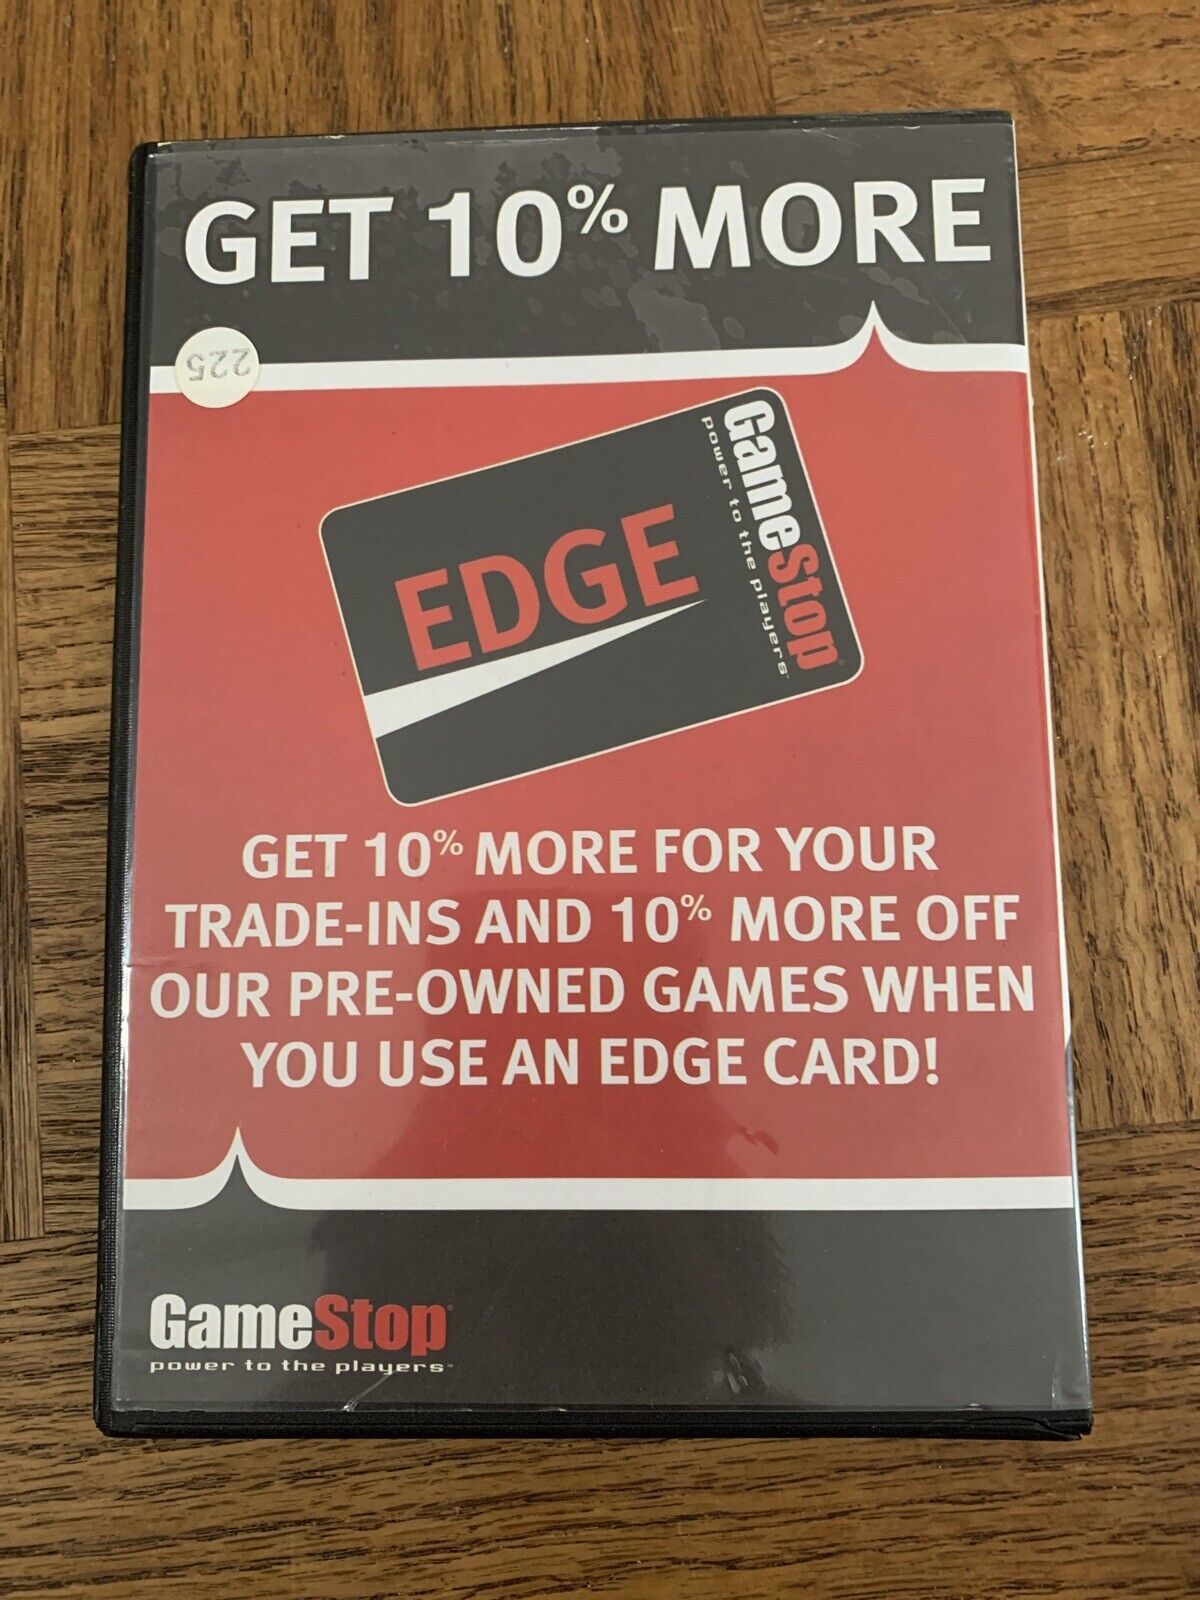 GET 10% MORE
225
EDGE
GameStop
power to the players
GET 10% MORE FOR YOUR
TRADE-INS AND 10% MORE OFF
OUR PRE-OWNED GAMES WHEN
YOU USE AN EDGE CARD!
GameStop
power to the players™